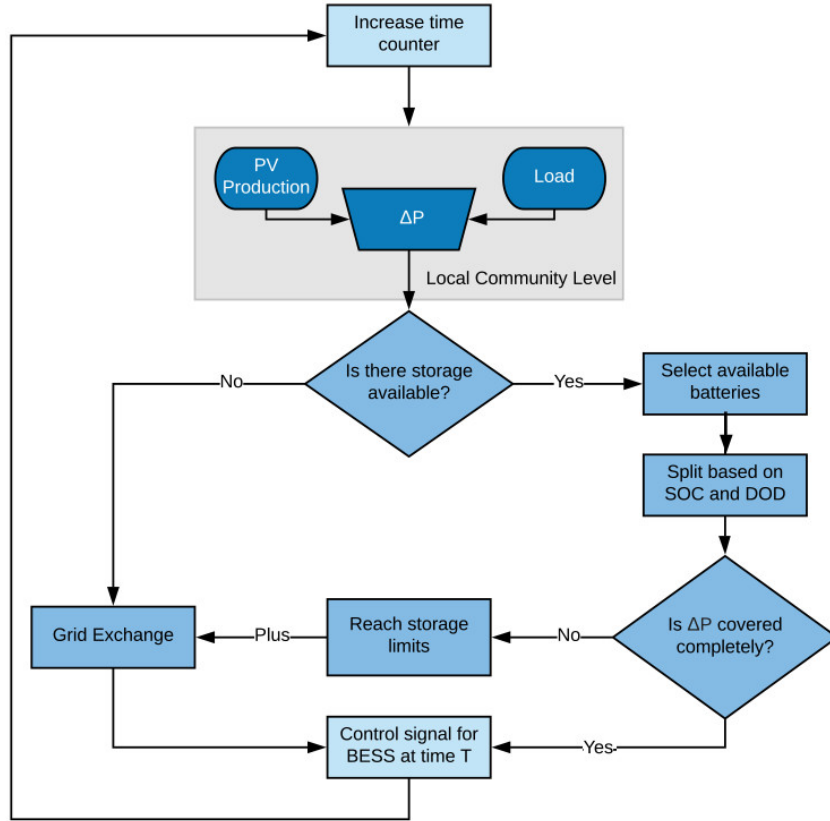 Increase time
counter
PV
Production
Load
ΔP
Local Community Level
Is there storage
available?
No
Yes
Select available
batteries
Split based on
SOC and DOD
Is ΔP covered
completely?
No
Reach storage
limits
Plus
Grid Exchange
Control signal for
BESS at time T
Yes